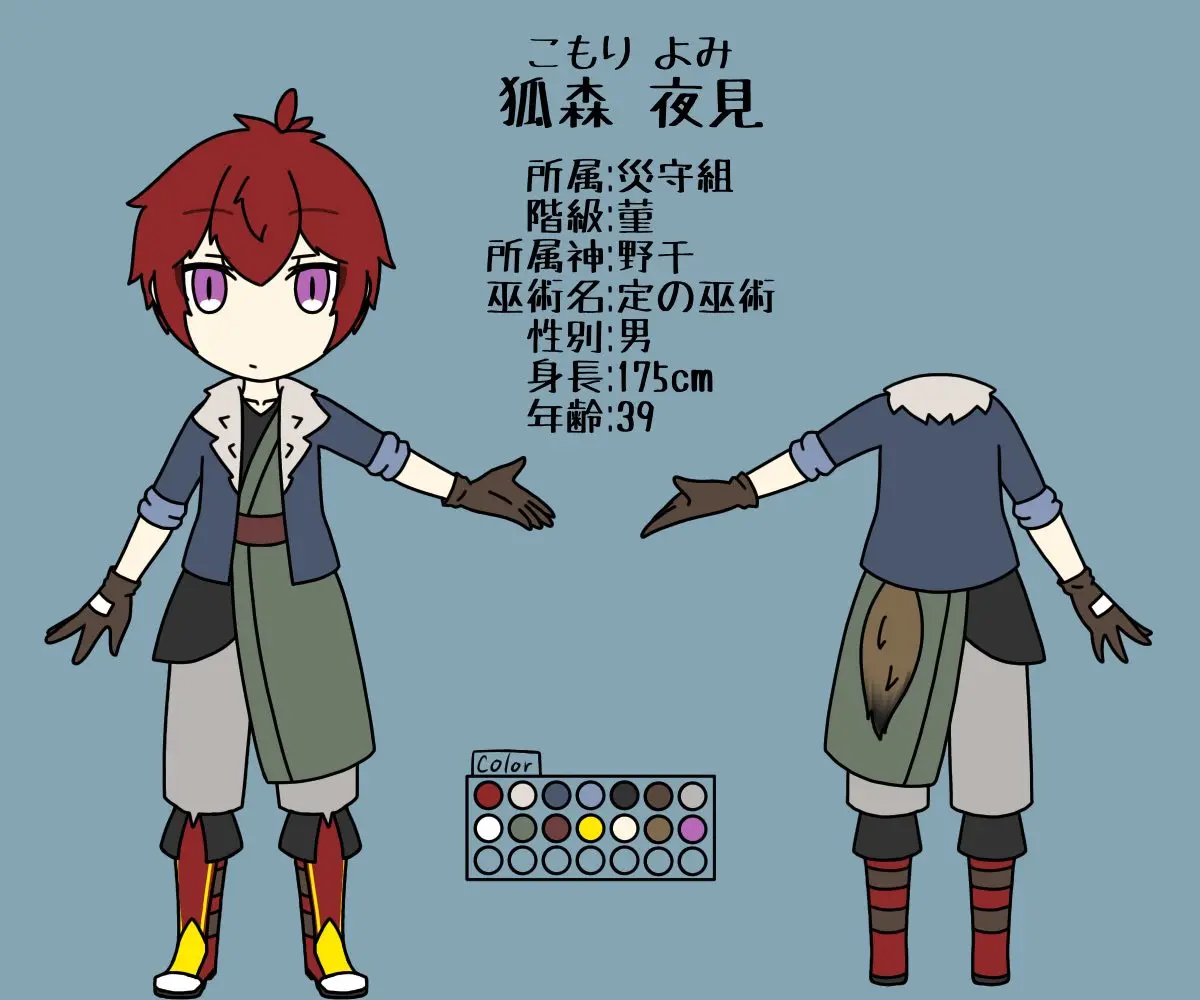 こもり よみ
狐森 夜見
所属:災守組
階級:菫
所属神:野干
巫術名:定の巫術
性別:男
身長:175cm
年齢:39
Color